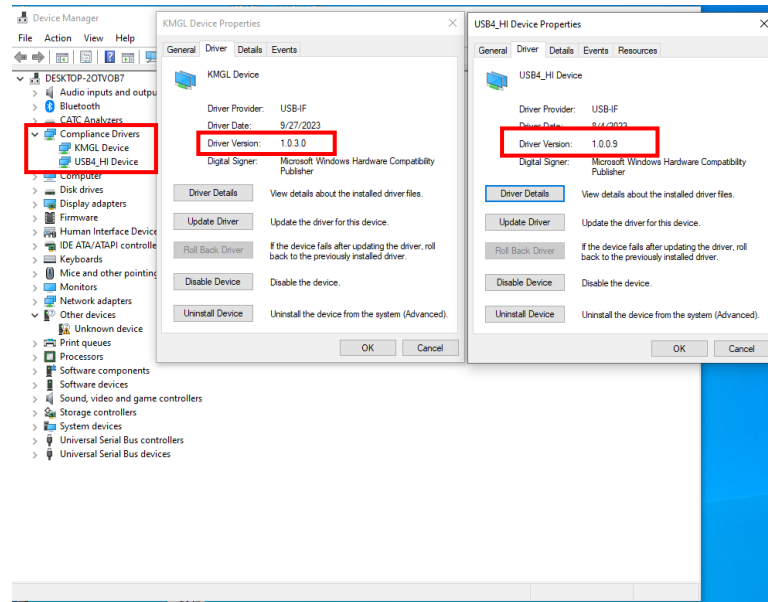 Device Manager
File Action View Help
DESKTOP-2OTVOB7
Audio inputs and outpu
Bluetooth
CATC Analyzers
Compliance Drivers
KMGL Device
USB4_HI Device
Computer
Disk drives
Display adapters
Firmware
Human Interface Device
IDE ATA/ATAPI controlle
Keyboards
Mice and other pointing
Monitors
Network adapters
Other devices
Unknown device
Print queues
Processors
Software components
Software devices
Sound, video and game controllers
Storage controllers
System devices
Universal Serial Bus controllers
Universal Serial Bus devices
KMGL Device Properties
General Driver Details Events
KMGL Device
Driver Provider: USB-IF
Driver Date: 9/27/2023
Driver Version: 1.0.3.0
Digital Signer: Microsoft Windows Hardware Compatibility
Publisher
Driver Details View details about the installed driver files.
Update Driver Update the driver for this device.
Roll Back Driver If the device fails after updating the driver, roll
back to the previously installed driver.
Disable Device Disable the device.
Uninstall Device Uninstall the device from the system (Advanced).
OK Cancel
USB4_HI Device Properties
General Driver Details Events Resources
USB4_HI Device
Driver Provider: USB-IF
Driver Date: 8/4/2023
Driver Version: 1.0.0.9
Digital Signer: Microsoft Windows Hardware Compatibility
Publisher
Driver Details View details about the installed driver files.
Update Driver Update the driver for this device.
Roll Back Driver If the device fails after updating the driver, roll
back to the previously installed driver.
Disable Device Disable the device.
Uninstall Device Uninstall the device from the system (Advanced).
OK Cancel